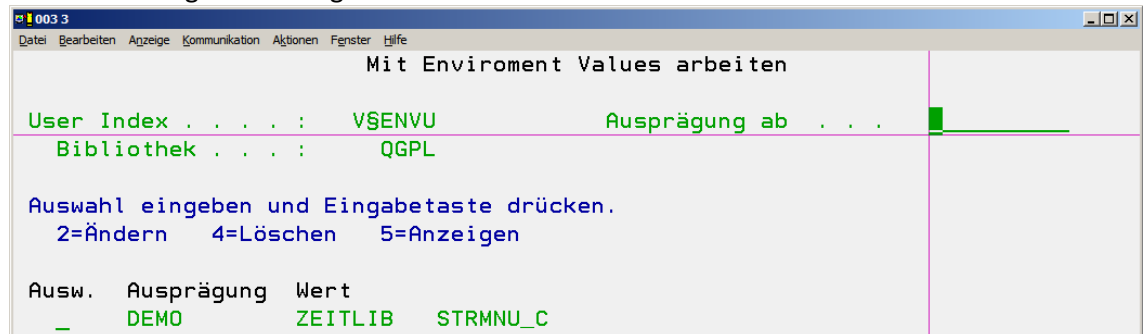 003 3
Datei Bearbeiten Anzeige Kommunikation Aktionen Fenster Hilfe
Mit Enviroment Values arbeiten
User Index . . . . : V§ENVU Ausprägung ab . . .
Bibliothek . . . : QGPL
Auswahl eingeben und Eingabetaste drücken.
2=Ändern 4=Löschen 5=Anzeigen
Ausw. Ausprägung Wert
_ DEMO ZEITLIB STRMNU_C